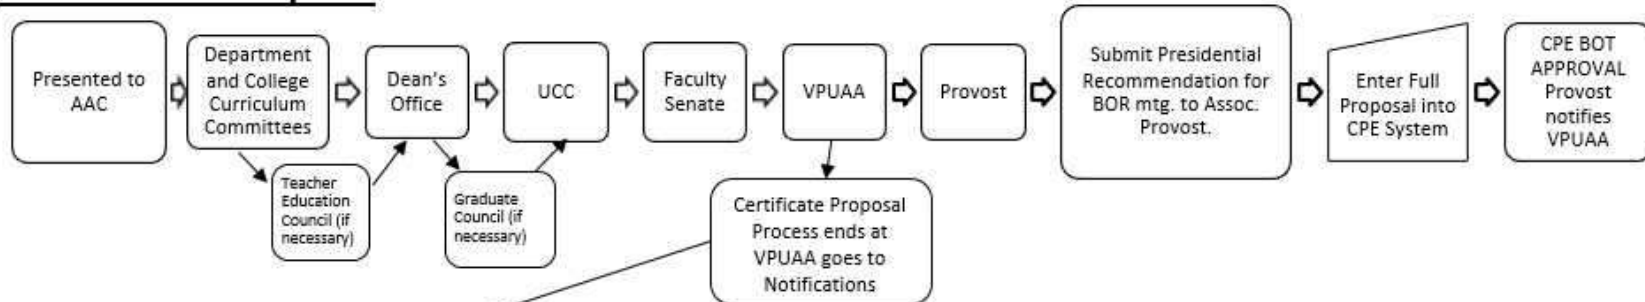 Presented to
AAC
Department
and College
Curriculum
Committees
Dean's
Office
UCC
Faculty
Senate
VPUAA
Provost
Submit Presidential
Recommendation for
BOR mtg. to Assoc.
Provost.
Enter Full
Proposal into
CPE System
CPE BOT
APPROVAL
Provost
notifies
VPUAA
Teacher
Education
Council (if
necessary)
Graduate
Council (if
necessary)
Certificate Proposal
Process ends at
VPUAA goes to
Notifications